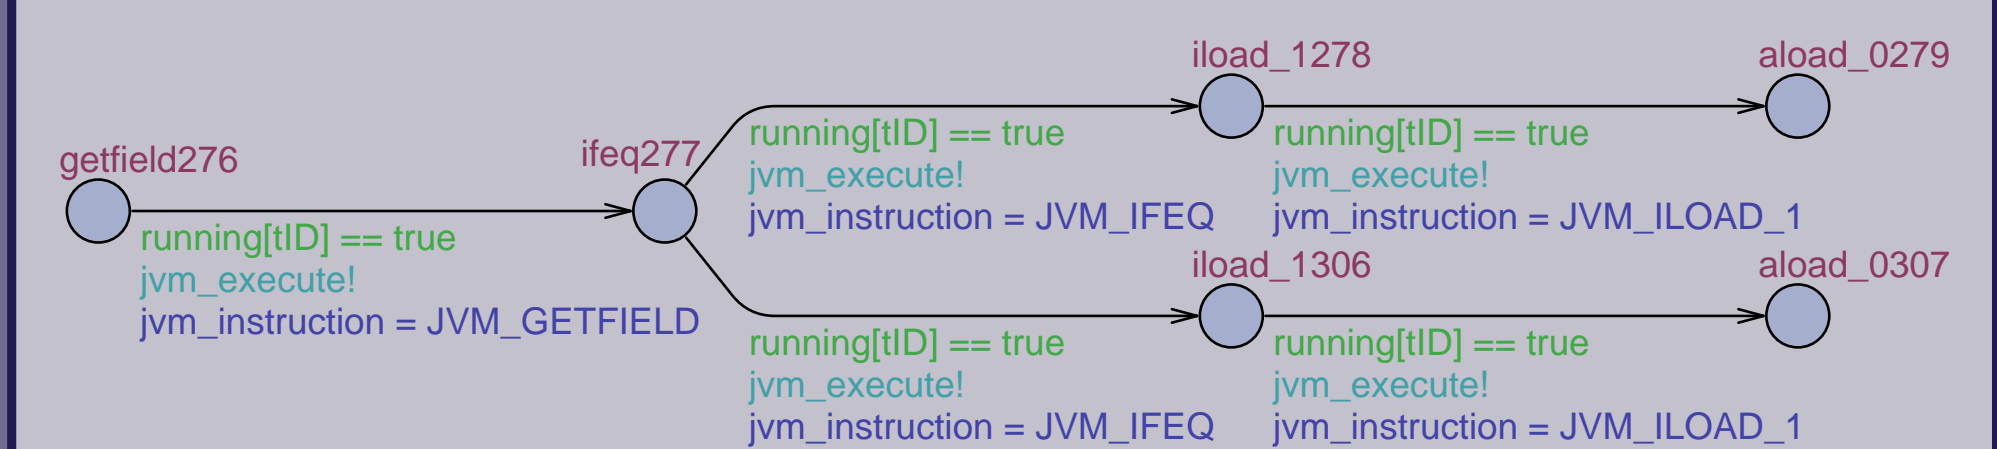 getfield276
running[tID] == true
jvm_execute!
jvm_instruction = JVM_GETFIELD
ifeq277
running[tID] == true
jvm_execute!
jvm_instruction = JVM_IFEQ
iload_1278
running[tID] == true
jvm_execute!
jvm_instruction = JVM_ILOAD_1
aload_0279
running[tID] == true
jvm_execute!
jvm_instruction = JVM_IFEQ
iload_1306
running[tID] == true
jvm_execute!
jvm_instruction = JVM_ILOAD_1
aload_0307